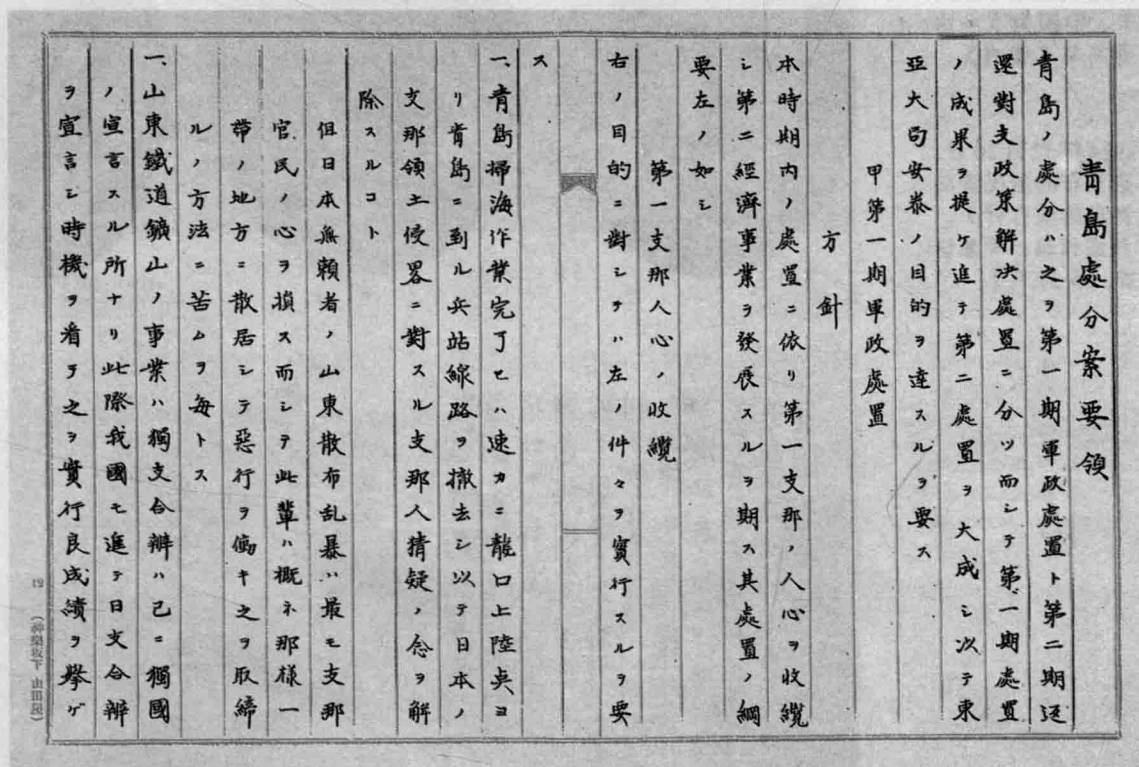 青島處分案要領
青島ノ處分ハ之ヲ第一期軍政處置ト第二期還
還對支政策解决處置ニ分ツ而シテ第一期處置
ノ成果ヲ提ケ進テ第二處置ヲ大成シ以テ東
亞大局安泰ノ目的ヲ達スルヲ要ス
甲第一期軍政處置
方針
本時期内ノ處置ニ依リ第一支那ノ人心ヲ收纜
シ第二經濟事業ヲ發展スルヲ期ス其處置ノ綱
要左ノ如シ
第一支那人心ノ收纜
右ノ目的ニ對シテハ左ノ件々ヲ實行スルヲ要
ス
一、青島掃海作業完了セハ速カニ龍口上陸点ヨ
リ青島ニ到ル兵站線路ヲ撤去シ以テ日本ノ
支那領土侵畧ニ對スル支那人猜疑ノ念ヲ解
除スルコト
但日本無賴者ノ山東散布乱暴ハ最モ支那
官民ノ心ヲ損ス而シテ此輩ハ概ネ那様一
帶ノ地方ニ散居シテ惡行ヲ働キ之ヲ取締
ルノ方法ニ苦ムヲ毎トス
一、山東鐵道鑛山ノ事業ハ獨支合辦ハ已ニ獨國
ノ宣言スル所ナリ此際我國モ進テ日支合辦
ヲ宣言シ時機ヲ看テ之ヲ實行良成績ヲ擧ゲ
(神樂坂下 山田製)